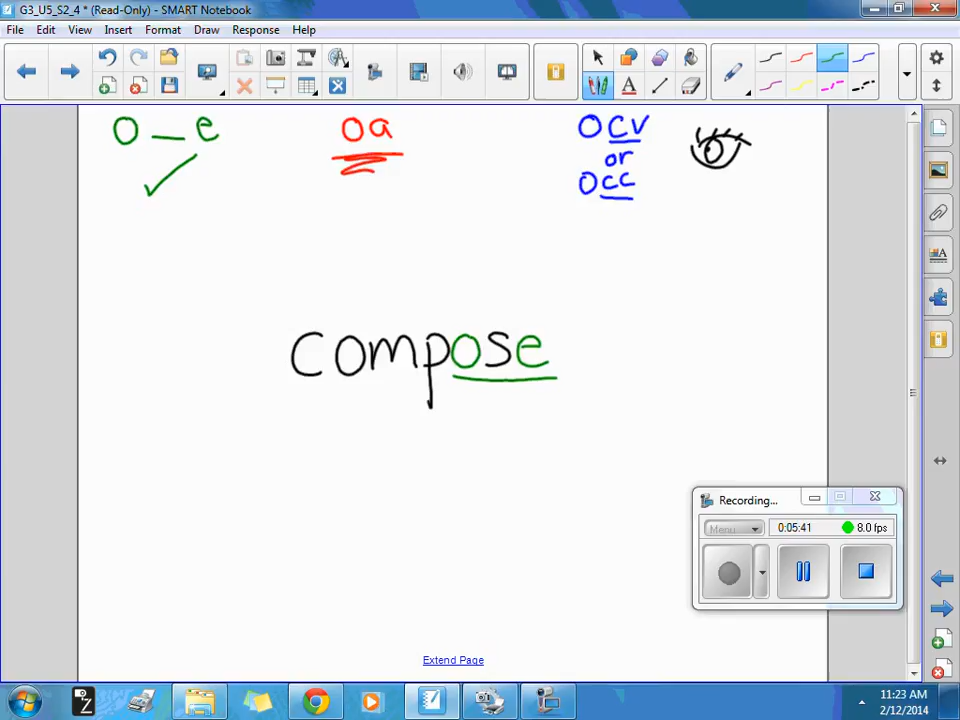 G3_U5_S2_4 * (Read-Only) - SMART Notebook
File Edit View Insert Format Draw Response Help
o _ e
oa
ocv
or
occ
compose
Recording...
Menu
0:05:41
8.0 fps
Extend Page
11:23 AM
2/12/2014